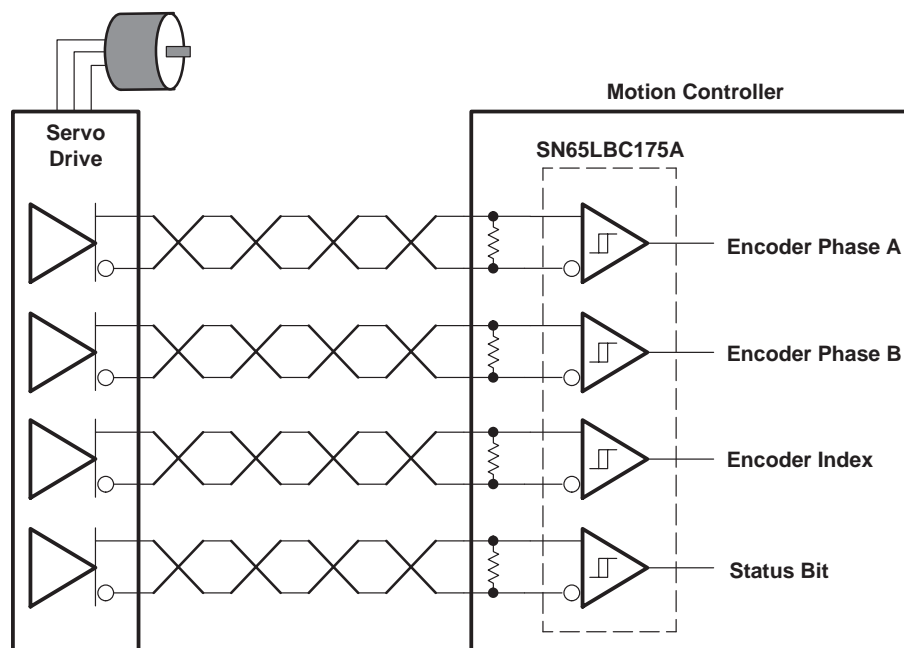 Motion Controller
Servo
Drive
SN65LBC175A
Encoder Phase A
Encoder Phase B
Encoder Index
Status Bit